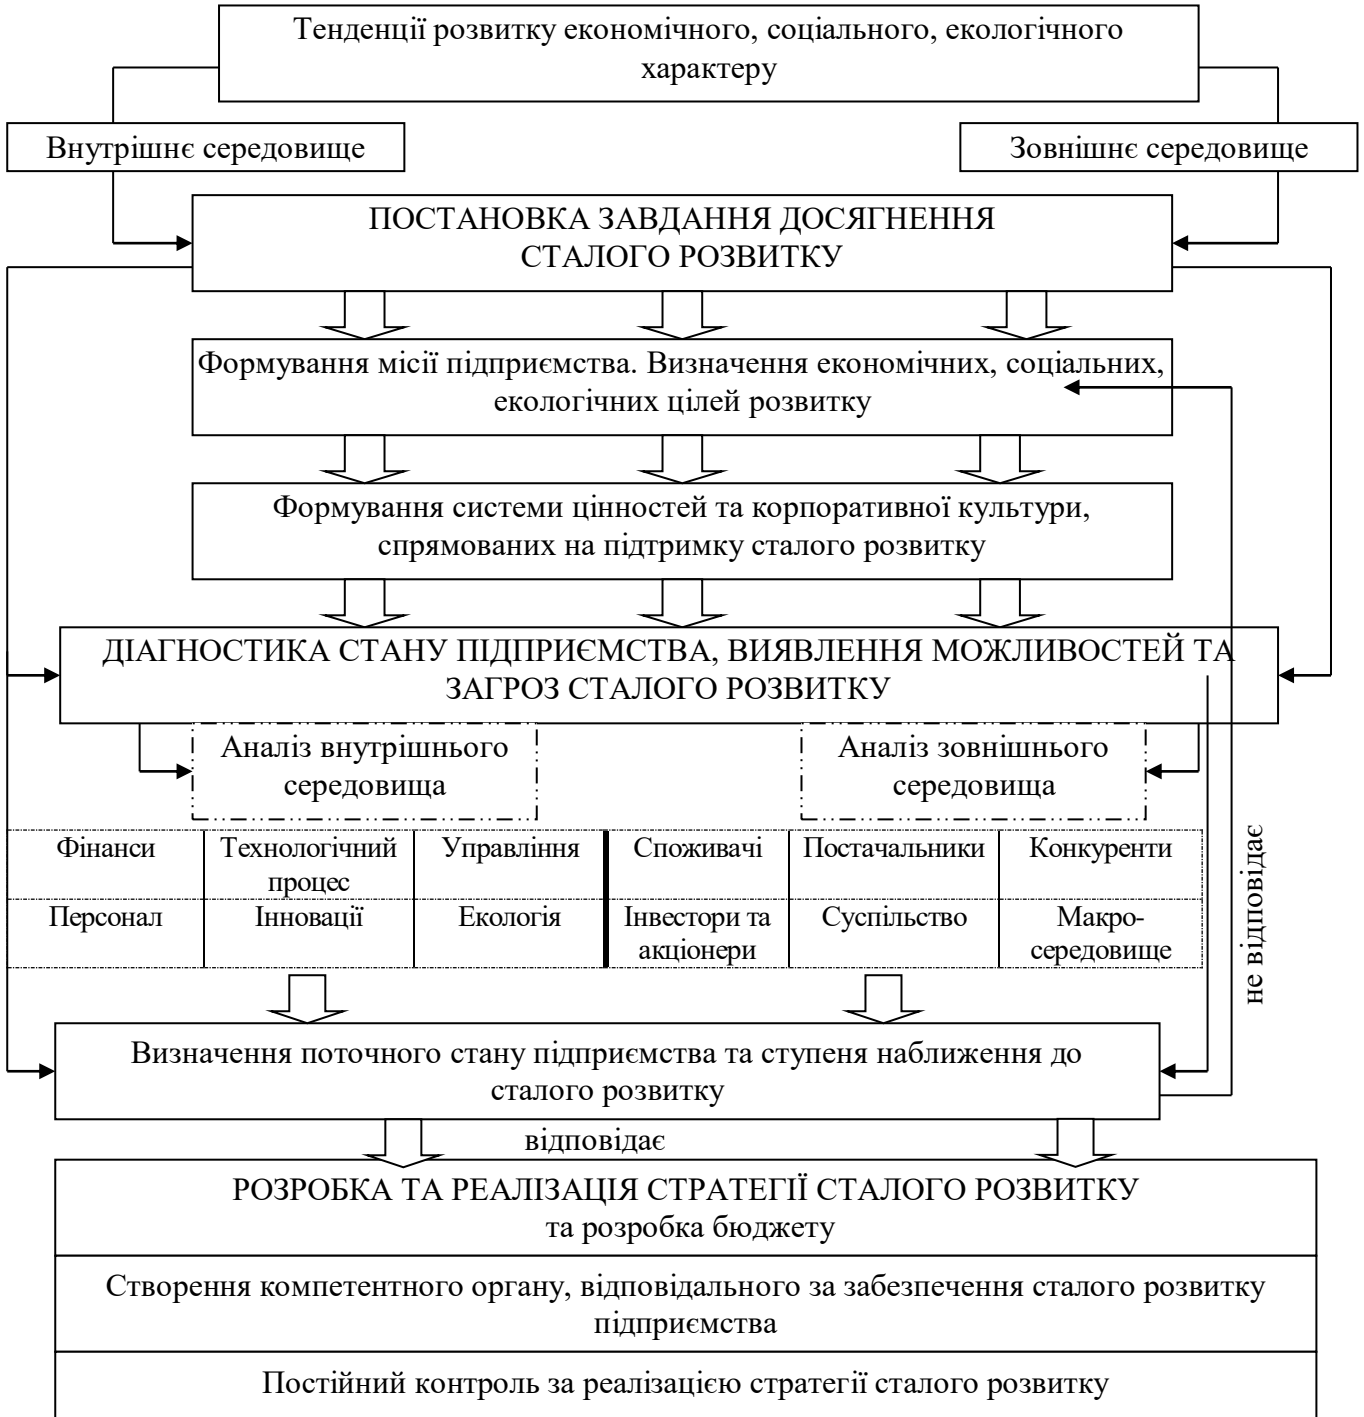 Тенденції розвитку економічного, соціального, екологічного
характеру
Внутрішнє середовище
Зовнішнє середовище
ПОСТАНОВКА ЗАВДАННЯ ДОСЯГНЕННЯ
СТАЛОГО РОЗВИТКУ
Формування місії підприємства. Визначення економічних, соціальних,
екологічних цілей розвитку
Формування системи цінностей та корпоративної культури,
спрямованих на підтримку сталого розвитку
ДІАГНОСТИКА СТАНУ ПІДПРИЄМСТВА, ВИЯВЛЕННЯ МОЖЛИВОСТЕЙ ТА
ЗАГРОЗ СТАЛОГО РОЗВИТКУ
Аналіз внутрішнього
середовища
Аналіз зовнішнього
середовища
Фінанси
Технологічний
процес
Управління
Споживачі
Постачальники
Конкуренти
Персонал
Інновації
Екологія
Інвестори та
акціонери
Суспільство
Макро-
середовище
не відповідає
Визначення поточного стану підприємства та ступеня наближення до
сталого розвитку
відповідає
РОЗРОБКА ТА РЕАЛІЗАЦІЯ СТРАТЕГІЇ СТАЛОГО РОЗВИТКУ
та розробка бюджету
Створення компетентного органу, відповідального за забезпечення сталого розвитку
підприємства
Постійний контроль за реалізацією стратегії сталого розвитку